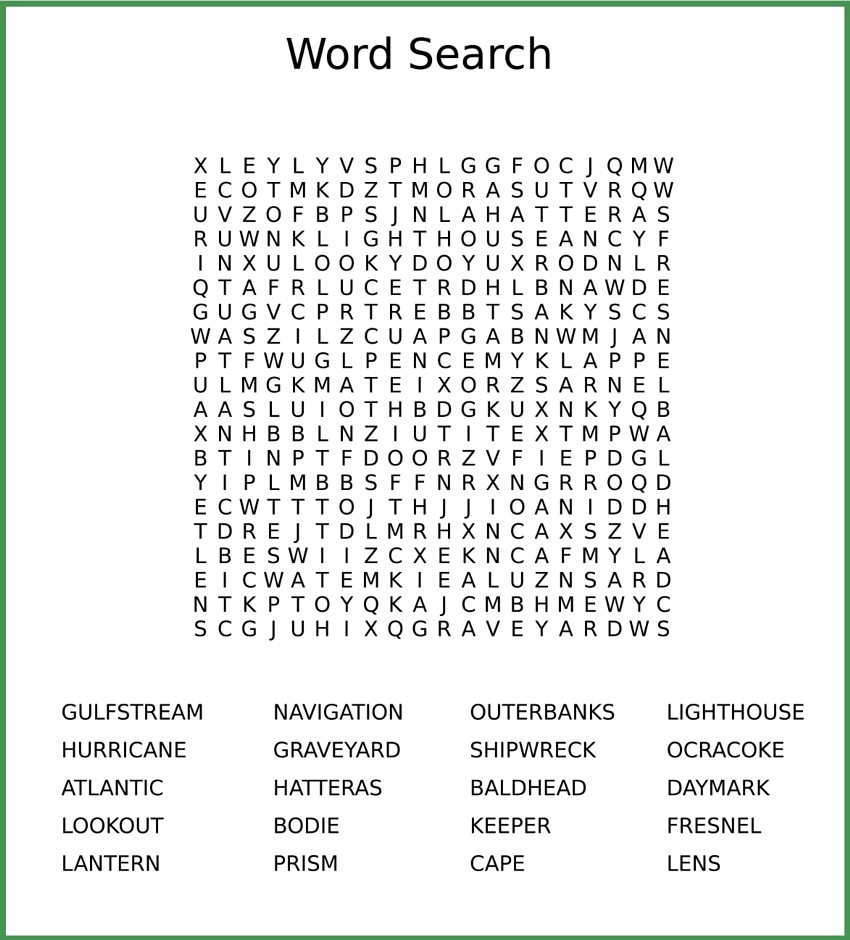 Word Search
X L E Y L Y V S P H L G G F O C J Q M W
E C O T M K D Z T M O R A S U T V R Q W
U V Z O F B P S J N L A H A T T E R A S
R U W N K L I G H T H O U S E A N C Y F
I N X U L O O K Y D O Y U X R O D N L R
Q T A F R L U C E T R D H L B N A W D E
G U G V C P R T R E B B T S A K Y S C S
W A S Z I L Z C U A P G A B N W M J A N
P T F W U G L P E N C E M Y K L A P P E
U L M G K M A T E I X O R Z S A R N E L
A A S L U I O T H B D G K U X N K Y Q B
X N H B B L N Z I U T I T E X T M P W A
B T I N P T F D O O R Z V F I E P D G L
Y I P L M B B S F F N R X N G R R O Q D
E C W T T T O J T H J J I O A N I D D H
T D R E J T D L M R H X N C A X S Z V E
L B E S W I I Z C X E K N C A F M Y L A
E I C W A T E M K I E A L U Z N S A R D
N T K P T O Y Q K A J C M B H M E W Y C
S C G J U H I X Q G R A V E Y A R D W S
GULFSTREAM NAVIGATION OUTERBANKS LIGHTHOUSE
HURRICANE GRAVEYARD SHIPWRECK OCRACOKE
ATLANTIC HATTERAS BALDHEAD DAYMARK
LOOKOUT BODIE KEEPER FRESNEL
LANTERN PRISM CAPE LENS